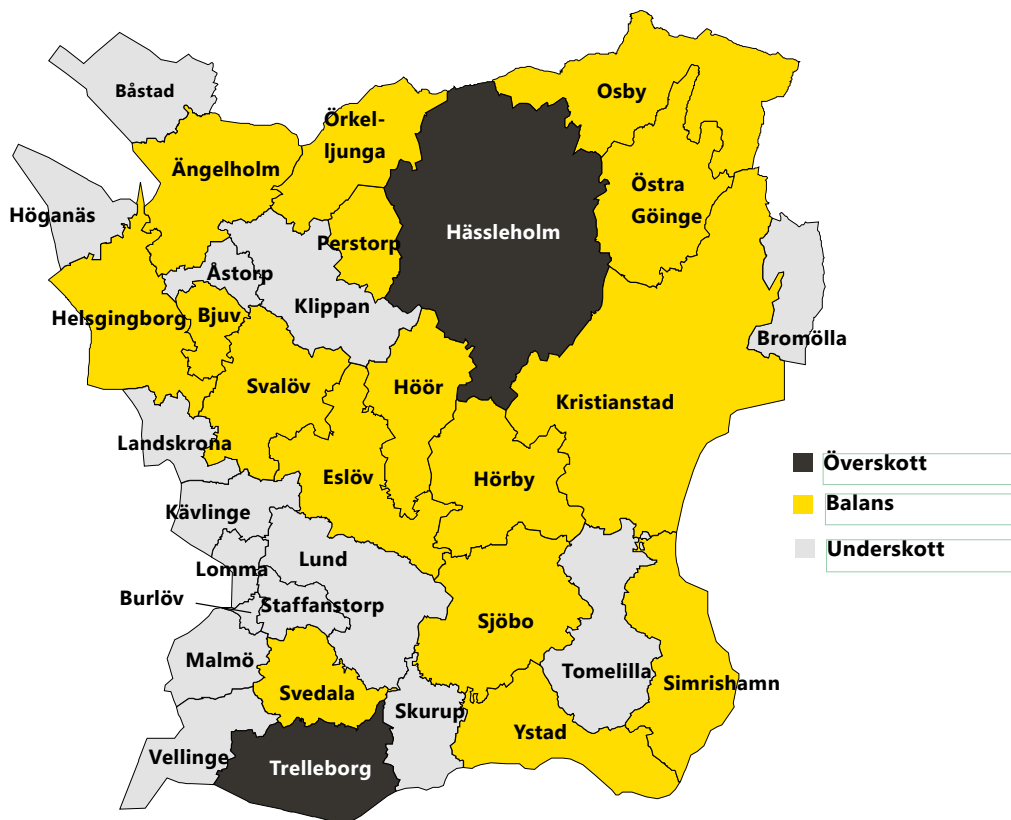 Båstad
Osby
Örkel-
ljunga
Ängelholm
Östra
Göinge
Höganäs
Hässleholm
Perstorp
Åstorp
Klippan
Helsgingborg
Bjuv
Bromölla
Svalöv
Höör
Kristianstad
Landskrona
Överskott
Eslöv
Hörby
Balans
Kävlinge
Underskott
Lund
Lomma
Burlöv
Staffanstorp
Sjöbo
Malmö
Tomelilla
Simrishamn
Svedala
Skurup
Ystad
Vellinge
Trelleborg